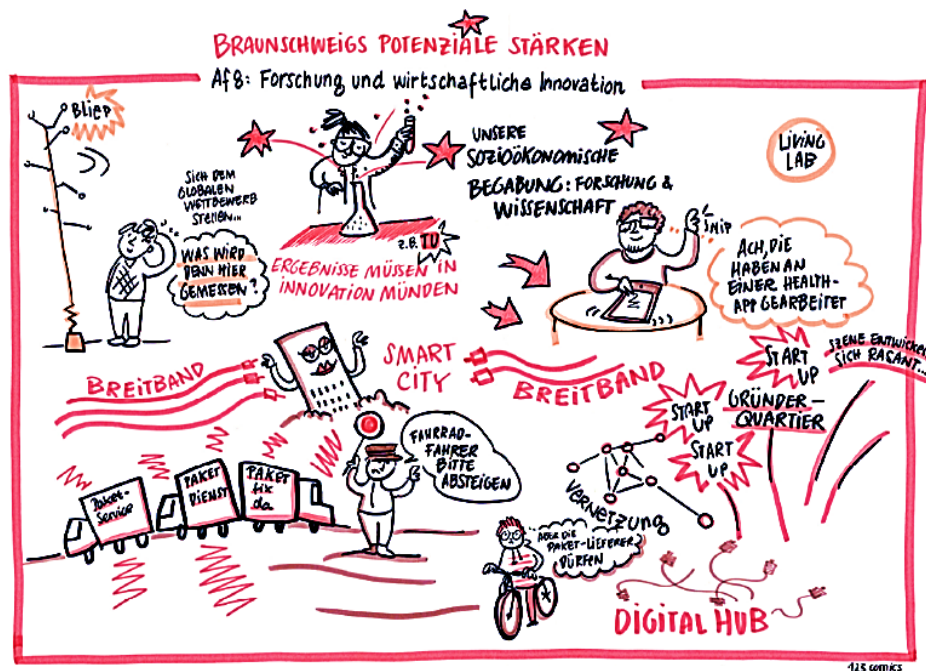 BRAUNSCHWEIGS POTENZIALE STÄRKEN
Af8: Forschung und wirtschaftliche Innovation
BLIEP
SICH DEM
GLOBALEN
WETTBEWERB
STELLEN...
WAS WIRD
DENN HIER
GEMESSEN?
z.B. TU
ERGEBNISSE MÜSSEN IN
INNOVATION MÜNDEN
UNSERE
SOZIOÖKONOMISCHE
BEGABUNG: FORSCHUNG &
WISSENSCHAFT
LIVING
LAB
SNIP
ACH, DIE
HABEN AN
EINER HEALTH-
APP GEARBEITET
BREITBAND
SMART
CITY
BREITBAND
START
UP
SZENE ENTWICKELT
SICH RASANT...
START
UP
GRÜNDER-
QUARTIER
START
UP
FAHRRAD-
FAHRER
BITTE
ABSTEIGEN
Paket-
Service
PAKET
DIENST
PAKET
fix
da
VERNETZUNG
ABER DIE
PAKET-LIEFERER
DÜRFEN
DIGITAL HUB
123 comics